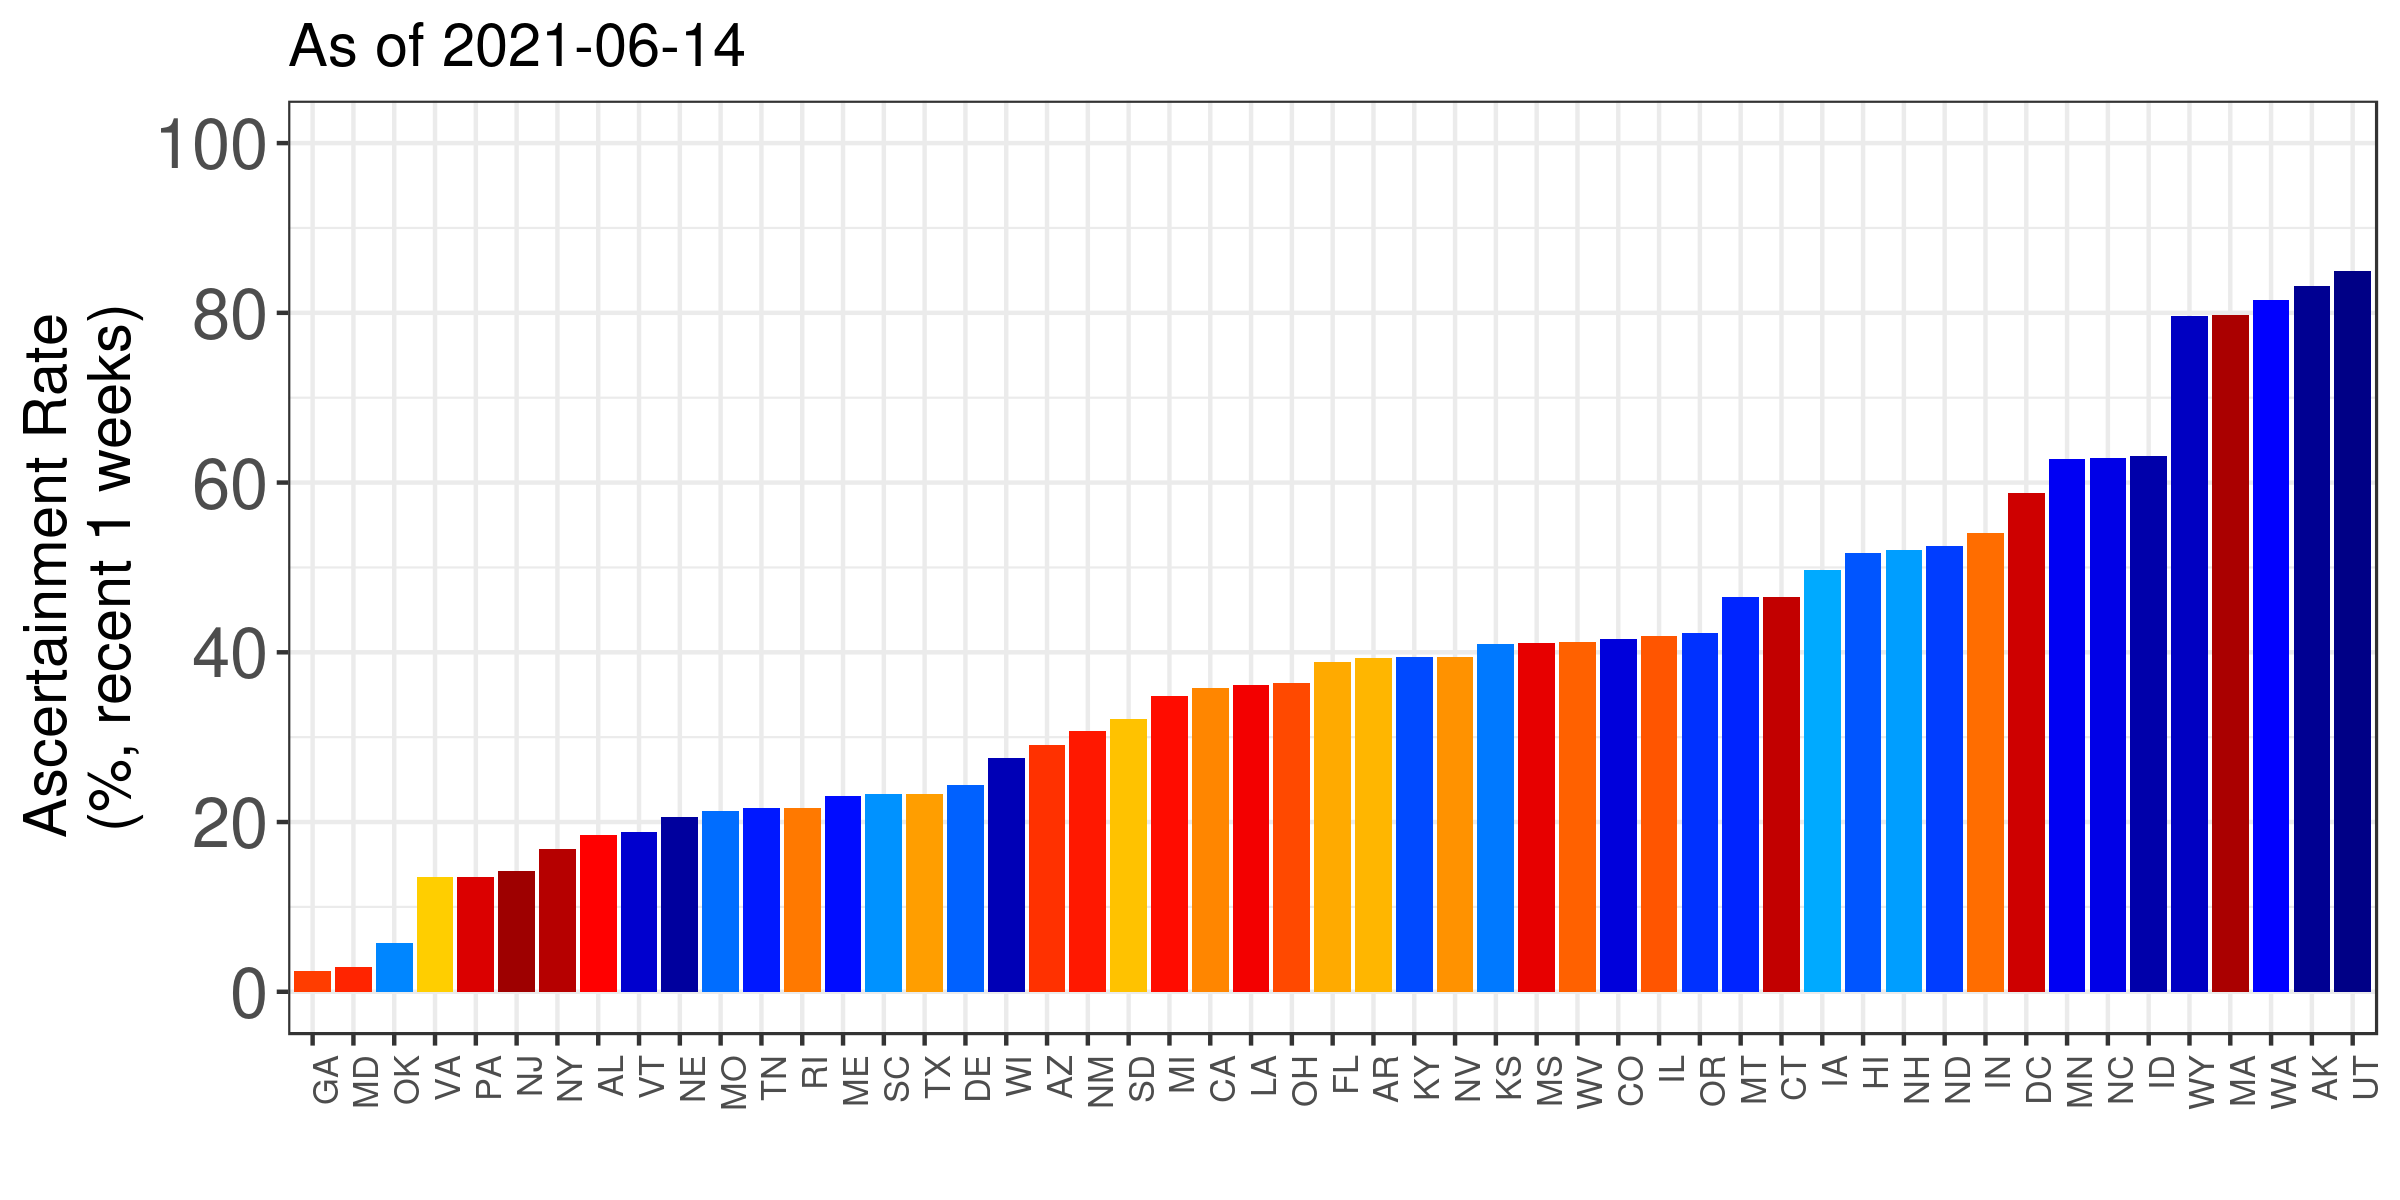 As of 2021-06-14
Ascertainment Rate
(%, recent 1 weeks)
100
80
60
40
20
0
GA
MD
OK
VA
PA
NJ
NY
AL
VT
NE
MO
TN
RI
ME
SC
TX
DE
WI
AZ
NM
SD
MI
CA
LA
OH
FL
AR
KY
NV
KS
MS
WV
CO
IL
OR
MT
CT
IA
HI
NH
ND
IN
DC
MN
NC
ID
WY
MA
WA
AK
UT